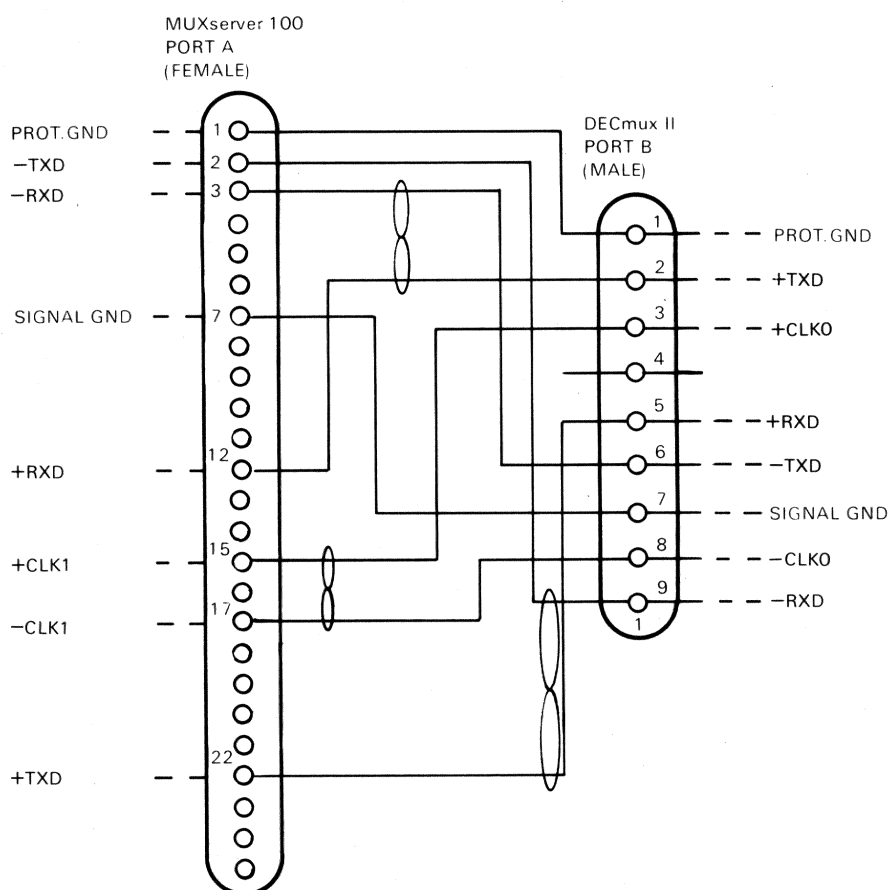 MUXserver 100
PORT A
(FEMALE)
DECmux II
PORT B
(MALE)
PROT.GND
−TXD
−RXD
SIGNAL GND
+RXD
+CLK1
−CLK1
+TXD
1
2
3
7
12
15
17
22
1
2
3
4
5
6
7
8
9
1
PROT.GND
+TXD
+CLK0
+RXD
−TXD
SIGNAL GND
−CLK0
−RXD